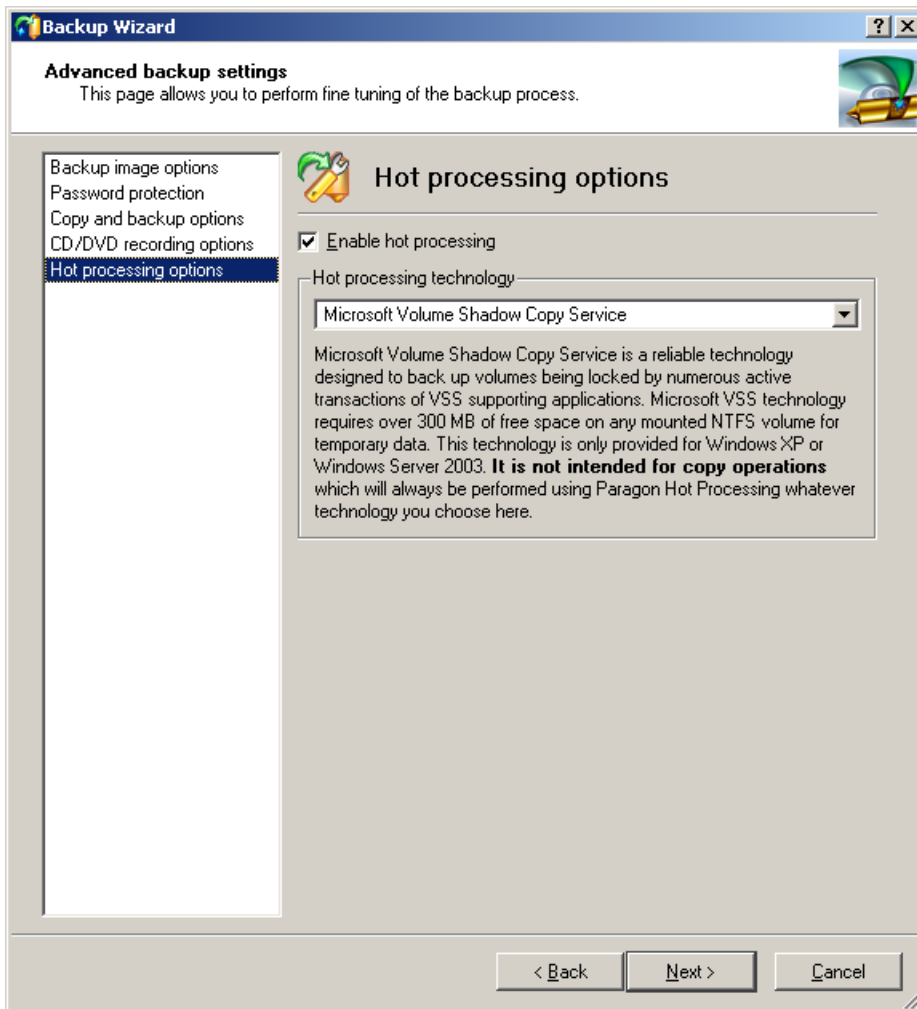 Backup Wizard
Advanced backup settings
This page allows you to perform fine tuning of the backup process.
Backup image options
Password protection
Copy and backup options
CD/DVD recording options
Hot processing options
Hot processing options
Enable hot processing
Hot processing technology
Microsoft Volume Shadow Copy Service
Microsoft Volume Shadow Copy Service is a reliable technology
designed to back up volumes being locked by numerous active
transactions of VSS supporting applications. Microsoft VSS technology
requires over 300 MB of free space on any mounted NTFS volume for
temporary data. This technology is only provided for Windows XP or
Windows Server 2003. It is not intended for copy operations
which will always be performed using Paragon Hot Processing whatever
technology you choose here.
< Back
Next >
Cancel